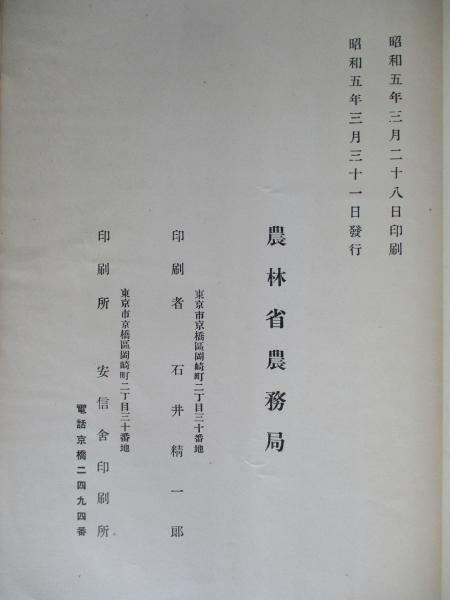 昭和五年三月二十八日印刷
昭和五年三月三十一日發行
農林省農務局
東京市京橋區岡崎町二丁目三十番地
印刷者 石井精一郎
東京市京橋區岡崎町二丁目三十番地
印刷所 安信舍印刷所
電話京橋二四九四番